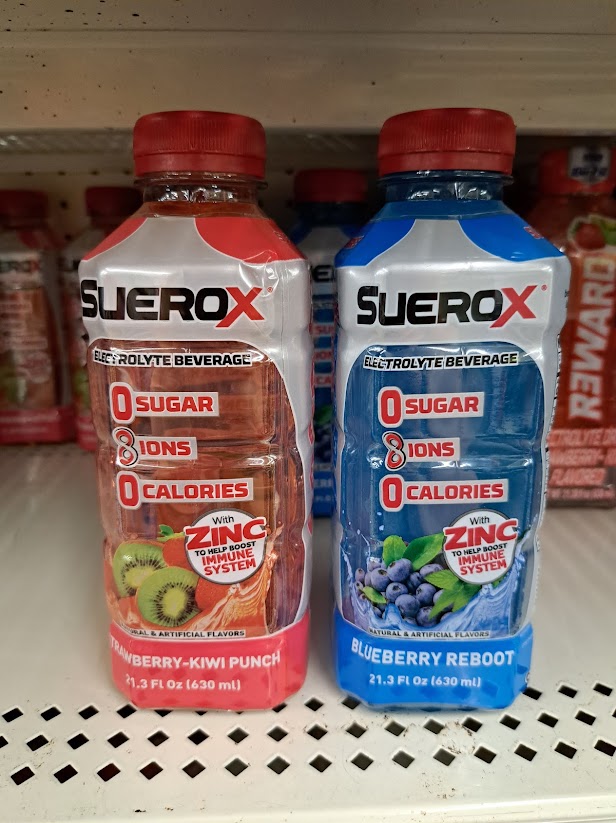 SUEROX
ELECTROLYTE BEVERAGE
0 SUGAR
8 IONS
0 CALORIES
With
ZINC
TO HELP BOOST
IMMUNE
SYSTEM
NATURAL & ARTIFICIAL FLAVORS
STRAWBERRY-KIWI PUNCH
21.3 Fl Oz (630 ml)
SUEROX
ELECTROLYTE BEVERAGE
0 SUGAR
8 IONS
0 CALORIES
With
ZINC
TO HELP BOOST
IMMUNE
SYSTEM
NATURAL & ARTIFICIAL FLAVORS
BLUEBERRY REBOOT
21.3 Fl Oz (630 ml)
EROX
REWARD